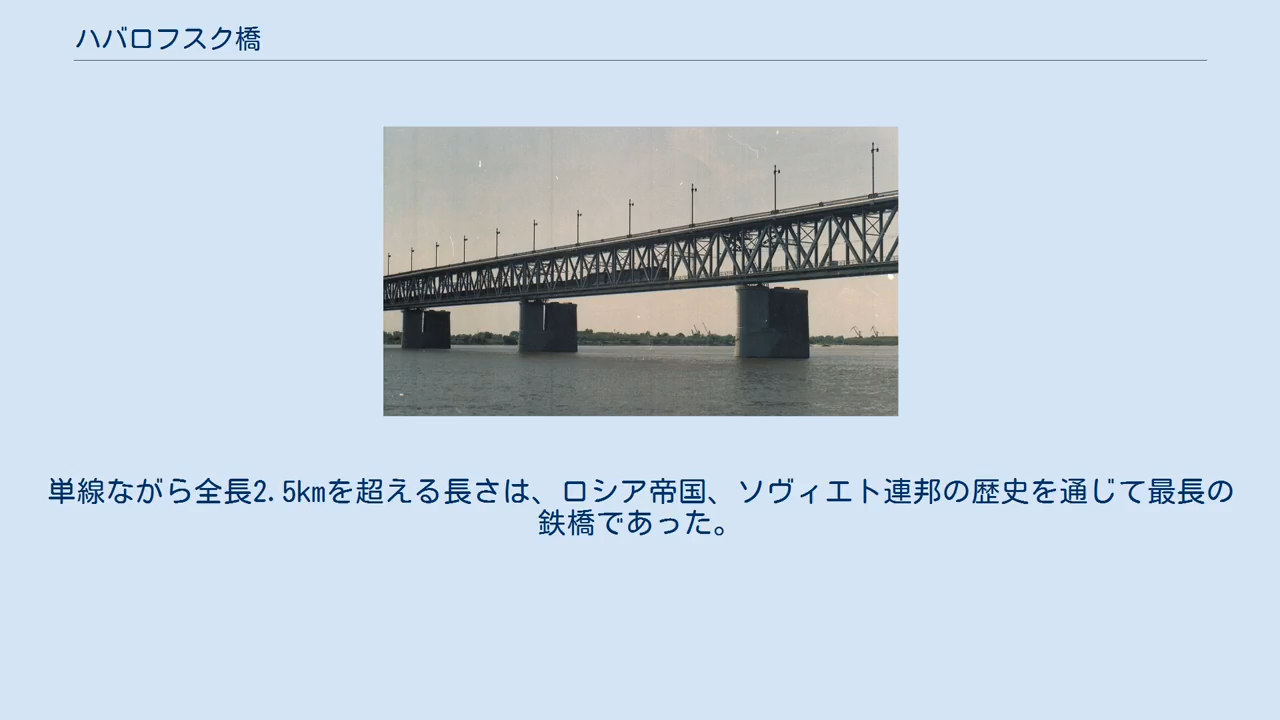 ハバロフスク橋
単線ながら全長2.5kmを超える長さは、ロシア帝国、ソヴィエト連邦の歴史を通じて最長の
鉄橋であった。